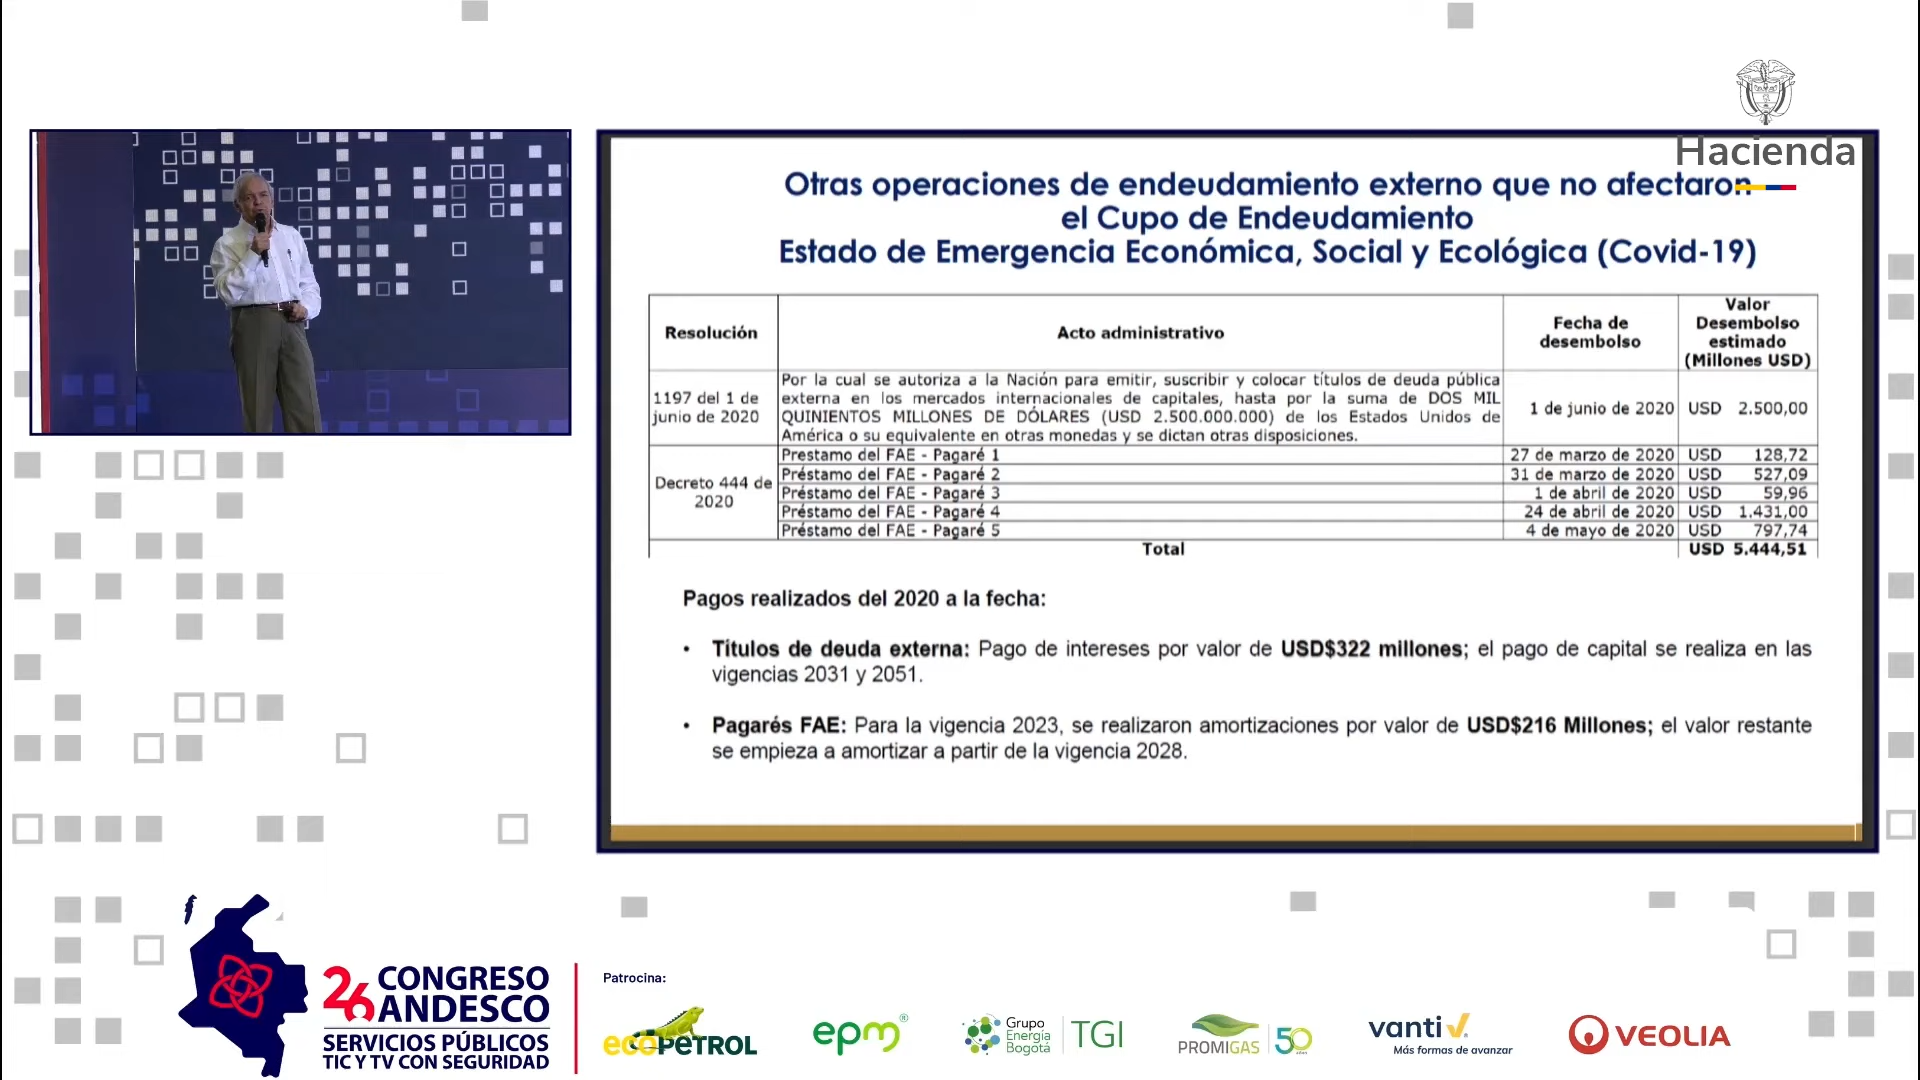 Hacienda
Otras operaciones de endeudamiento externo que no afectaron
el Cupo de Endeudamiento
Estado de Emergencia Económica, Social y Ecológica (Covid-19)
Resolución Acto administrativo Fecha de desembolso Valor Desembolso estimado (Millones USD)
1197 del 1 de junio de 2020
Por la cual se autoriza a la Nación para emitir, suscribir y colocar títulos de deuda pública
externa en los mercados internacionales de capitales, hasta por la suma de DOS MIL
QUINIENTOS MILLONES DE DÓLARES (USD 2.500.000.000) de los Estados Unidos de
América o su equivalente en otras monedas y se dictan otras disposiciones.
1 de junio de 2020 USD 2.500,00
Decreto 444 de 2020
Prestamo del FAE - Pagaré 1 27 de marzo de 2020 USD 128,72
Préstamo del FAE - Pagaré 2 31 de marzo de 2020 USD 527,09
Préstamo del FAE - Pagaré 3 1 de abril de 2020 USD 59,96
Préstamo del FAE - Pagaré 4 24 de abril de 2020 USD 1.431,00
Préstamo del FAE - Pagaré 5 4 de mayo de 2020 USD 797,74
Total USD 5.444,51
Pagos realizados del 2020 a la fecha:
• Títulos de deuda externa: Pago de intereses por valor de USD$322 millones; el pago de capital se realiza en las
vigencias 2031 y 2051.
• Pagarés FAE: Para la vigencia 2023, se realizaron amortizaciones por valor de USD$216 Millones; el valor restante
se empieza a amortizar a partir de la vigencia 2028.
26 CONGRESO
ANDESCO
SERVICIOS PÚBLICOS
TIC Y TV CON SEGURIDAD
Patrocina:
ecoPETROL
epm®
Grupo
Energía
Bogotá
TGI
PROMIGAS
50
años
vanti
Más formas de avanzar
VEOLIA